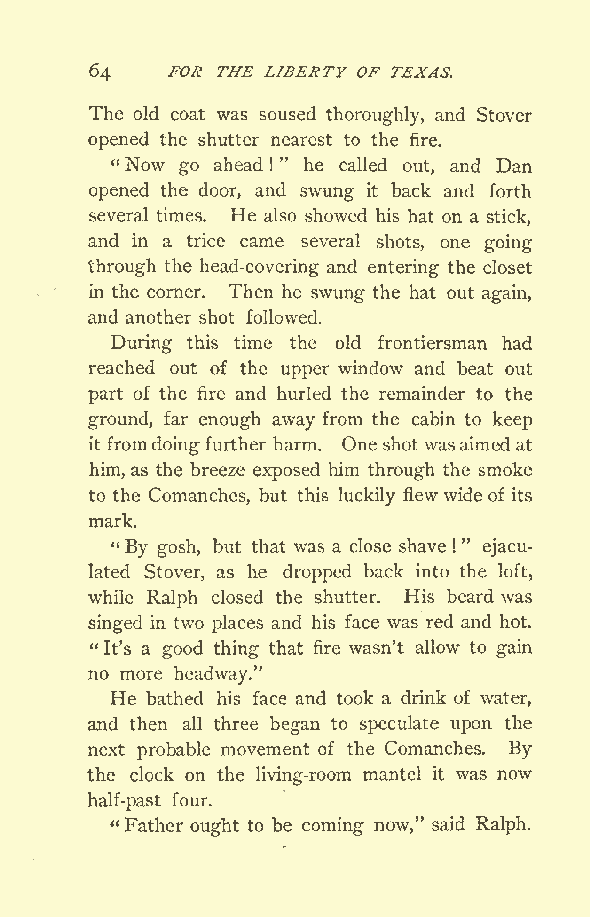 64 FOR THE LIBERTY OF TEXAS.
The old coat was soused thoroughly, and Stover
opened the shutter nearest to the fire.
"Now go ahead!" he called out, and Dan
opened the door, and swung it back and forth
several times. He also showed his hat on a stick,
and in a trice came several shots, one going
through the head-covering and entering the closet
in the corner. Then he swung the hat out again,
and another shot followed.
During this time the old frontiersman had
reached out of the upper window and beat out
part of the fire and hurled the remainder to the
ground, far enough away from the cabin to keep
it from doing further harm. One shot was aimed at
him, as the breeze exposed him through the smoke
to the Comanches, but this luckily flew wide of its
mark.
"By gosh, but that was a close shave!" ejacu-
lated Stover, as he dropped back into the loft,
while Ralph closed the shutter. His beard was
singed in two places and his face was red and hot.
"It's a good thing that fire wasn't allow to gain
no more headway."
He bathed his face and took a drink of water,
and then all three began to speculate upon the
next probable movement of the Comanches. By
the clock on the living-room mantel it was now
half-past four.
"Father ought to be coming now," said Ralph.